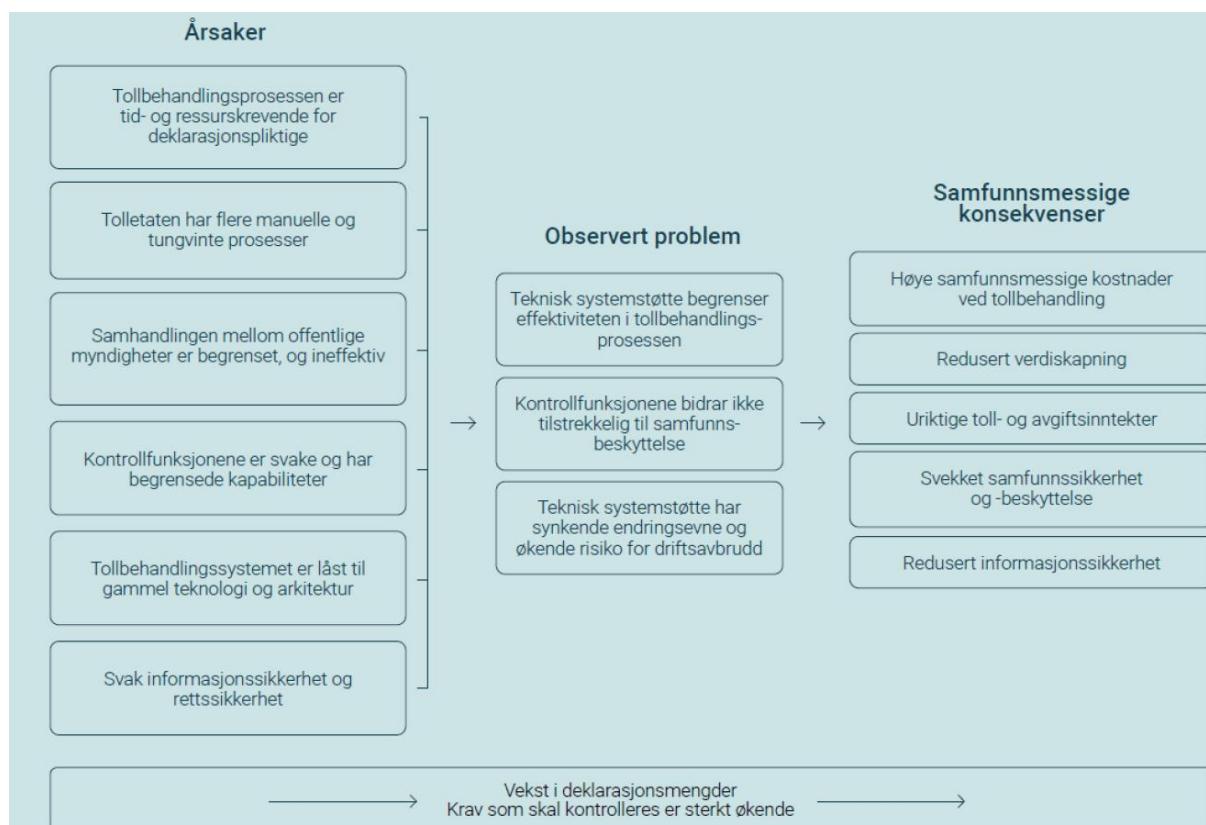 Årsaker
Tollbehandlingsprosessen er
tid- og ressurskrevende for
deklarasjonspliktige
Tolletaten har flere manuelle og
tungvinte prosesser
Samhandlingen mellom offentlige
myndigheter er begrenset, og ineffektiv
Kontrollfunksjonene er svake og har
begrensede kapabiliteter
Tollbehandlingssystemet er låst til
gammel teknologi og arkitektur
Svak informasjonssikkerhet og
rettssikkerhet
Observert problem
Teknisk systemstøtte begrenser
effektiviteten i tollbehandlings-
prosessen
Kontrollfunksjonene bidrar ikke
tilstrekkelig til samfunns-
beskyttelse
Teknisk systemstøtte har
synkende endringsevne og
økende risiko for driftsavbrudd
Samfunnsmessige
konsekvenser
Høye samfunnsmessige kostnader
ved tollbehandling
Redusert verdiskapning
Uriktige toll- og avgiftsinntekter
Svekket samfunnssikkerhet
og -beskyttelse
Redusert informasjonssikkerhet
Vekst i deklarasjonsmengder
Krav som skal kontrolleres er sterkt økende